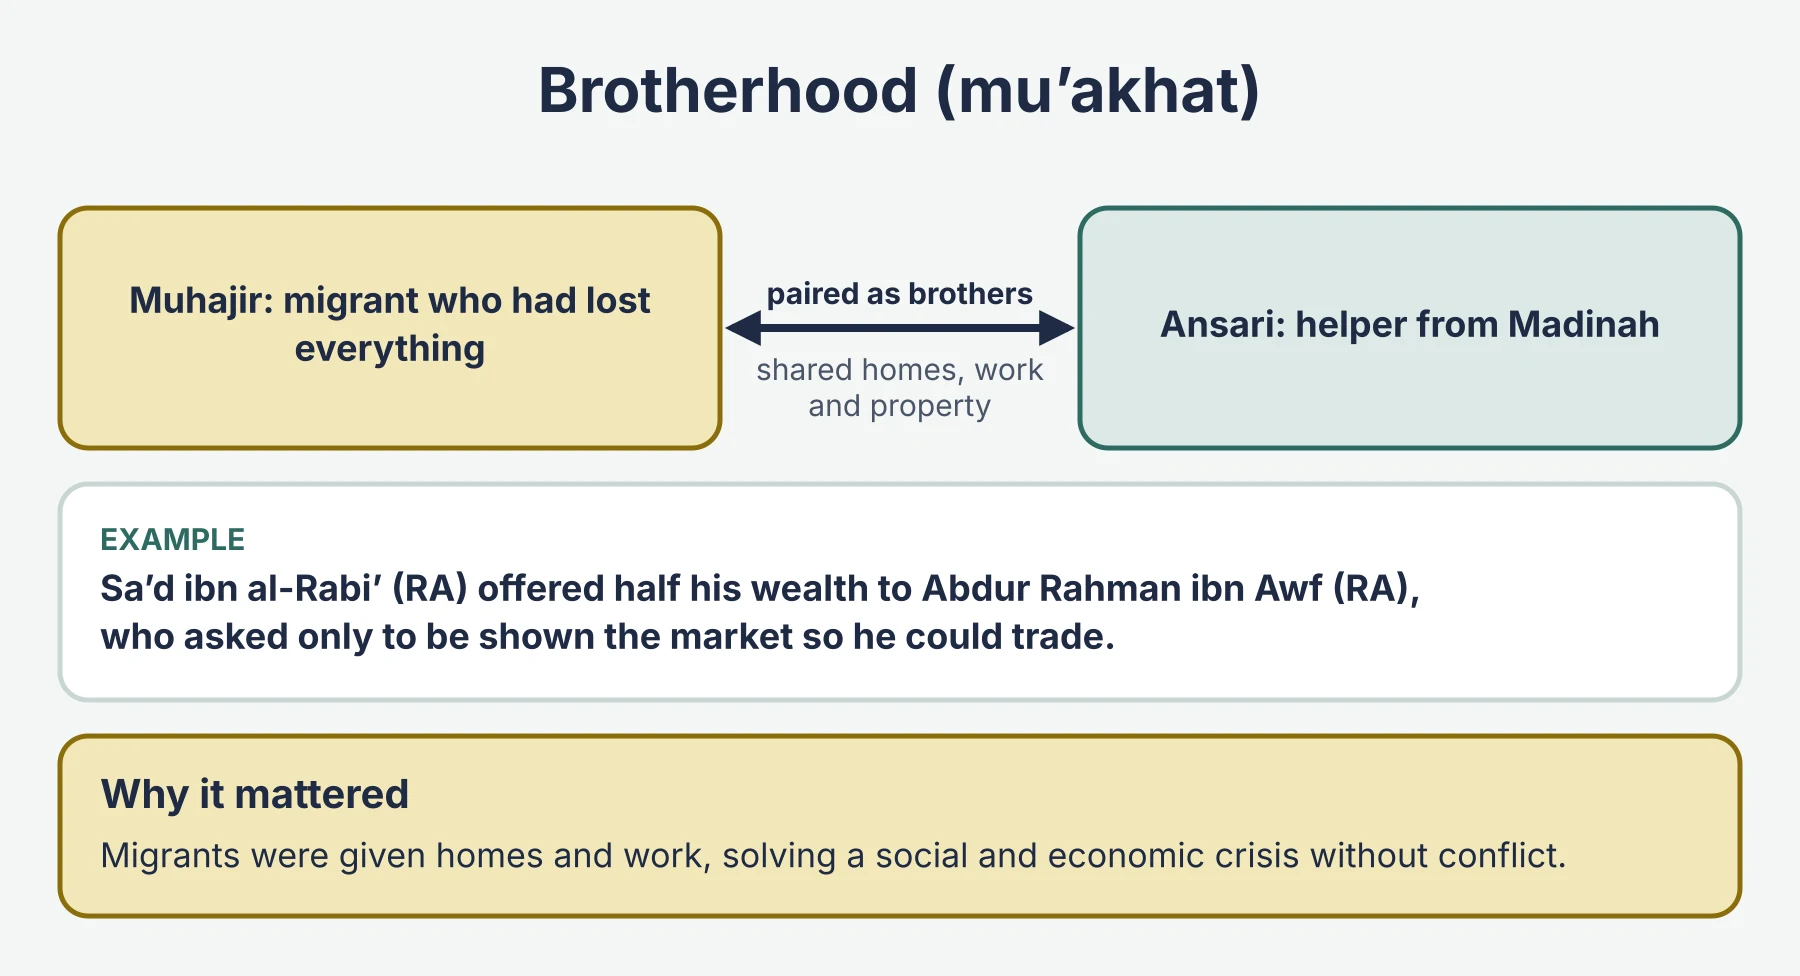 Brotherhood (mu’akhat)
Muhajir: migrant who had lost
everything
paired as brothers
shared homes, work
and property
Ansari: helper from Madinah
EXAMPLE
Sa’d ibn al-Rabi’ (RA) offered half his wealth to Abdur Rahman ibn Awf (RA),
who asked only to be shown the market so he could trade.
Why it mattered
Migrants were given homes and work, solving a social and economic crisis without conflict.